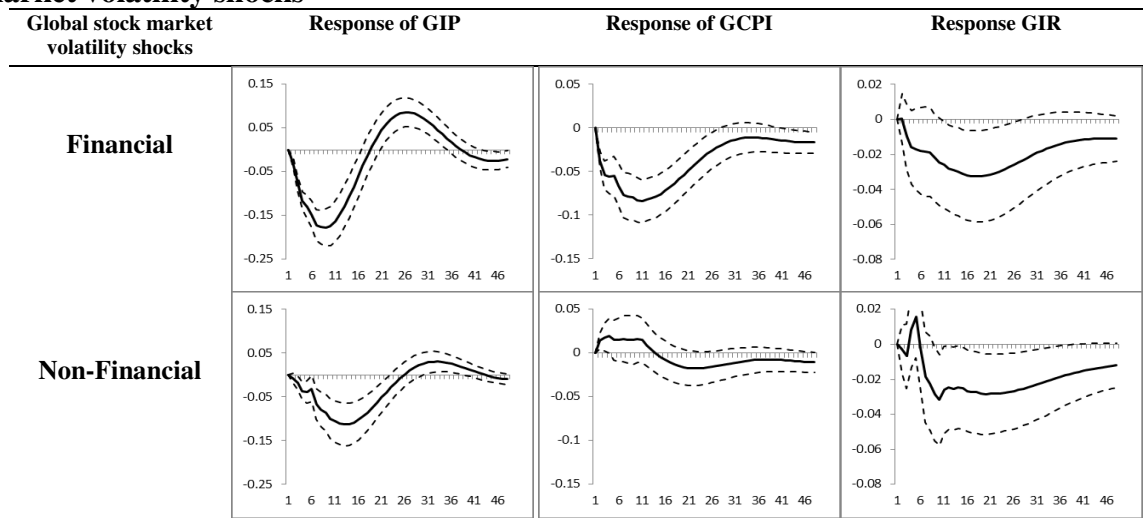 market volatility shocks
Global stock market Response of GIP Response of GCPI Response GIR
volatility shocks
Financial
0.15
0.05
-0.05
-0.15
-0.25
1 6 11 16 21 26 31 36 41 46
0.05
0
-0.05
-0.1
-0.15
1 6 11 16 21 26 31 36 41 46
0.02
0
-0.02
-0.04
-0.06
-0.08
1 6 11 16 21 26 31 36 41 46
Non-Financial
0.15
0.05
-0.05
-0.15
-0.25
1 6 11 16 21 26 31 36 41 46
0.05
0
-0.05
-0.1
-0.15
1 6 11 16 21 26 31 36 41 46
0.02
0
-0.02
-0.04
-0.06
-0.08
1 6 11 16 21 26 31 36 41 46